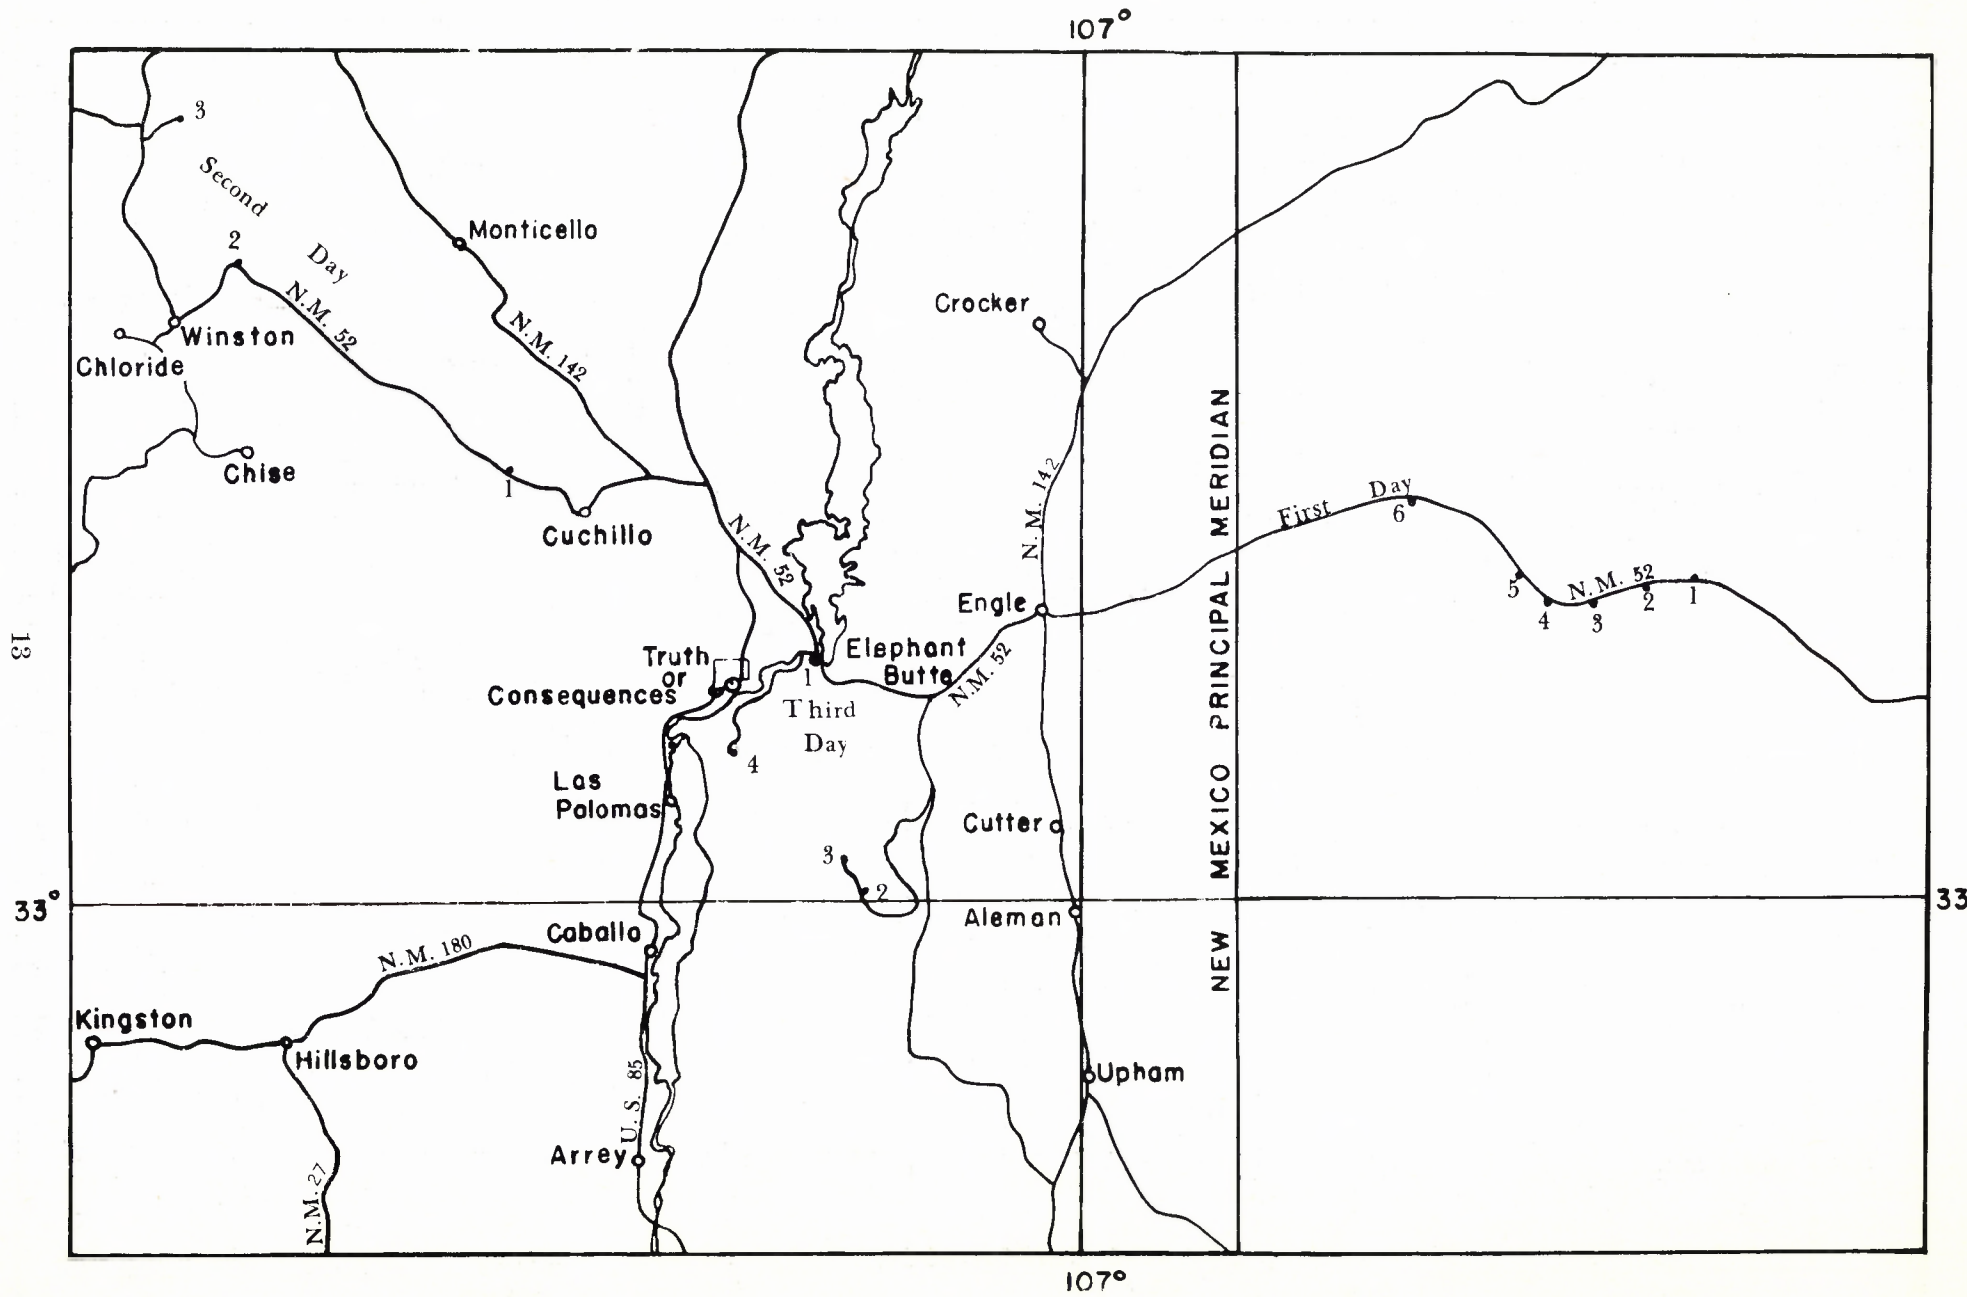 107°
3
Second
Day
2
Monticello
N.M. 52
Winston
Chloride
N.M. 142
Crocker
Chise
1
Cuchillo
N.M. 52
N.M. 142
First Day
6
5
4
N.M. 52
3
2
1
Engle
Elephant
Butte
N.M. 52
Truth
or
Consequences
1
Third
Day
4
NEW MEXICO PRINCIPAL MERIDIAN
13
Las
Palomas
Cutter
3
2
33°
33
Aleman
Caballo
N.M. 180
Kingston
Hillsboro
Upham
U.S. 85
Arrey
N.M. 27
107°